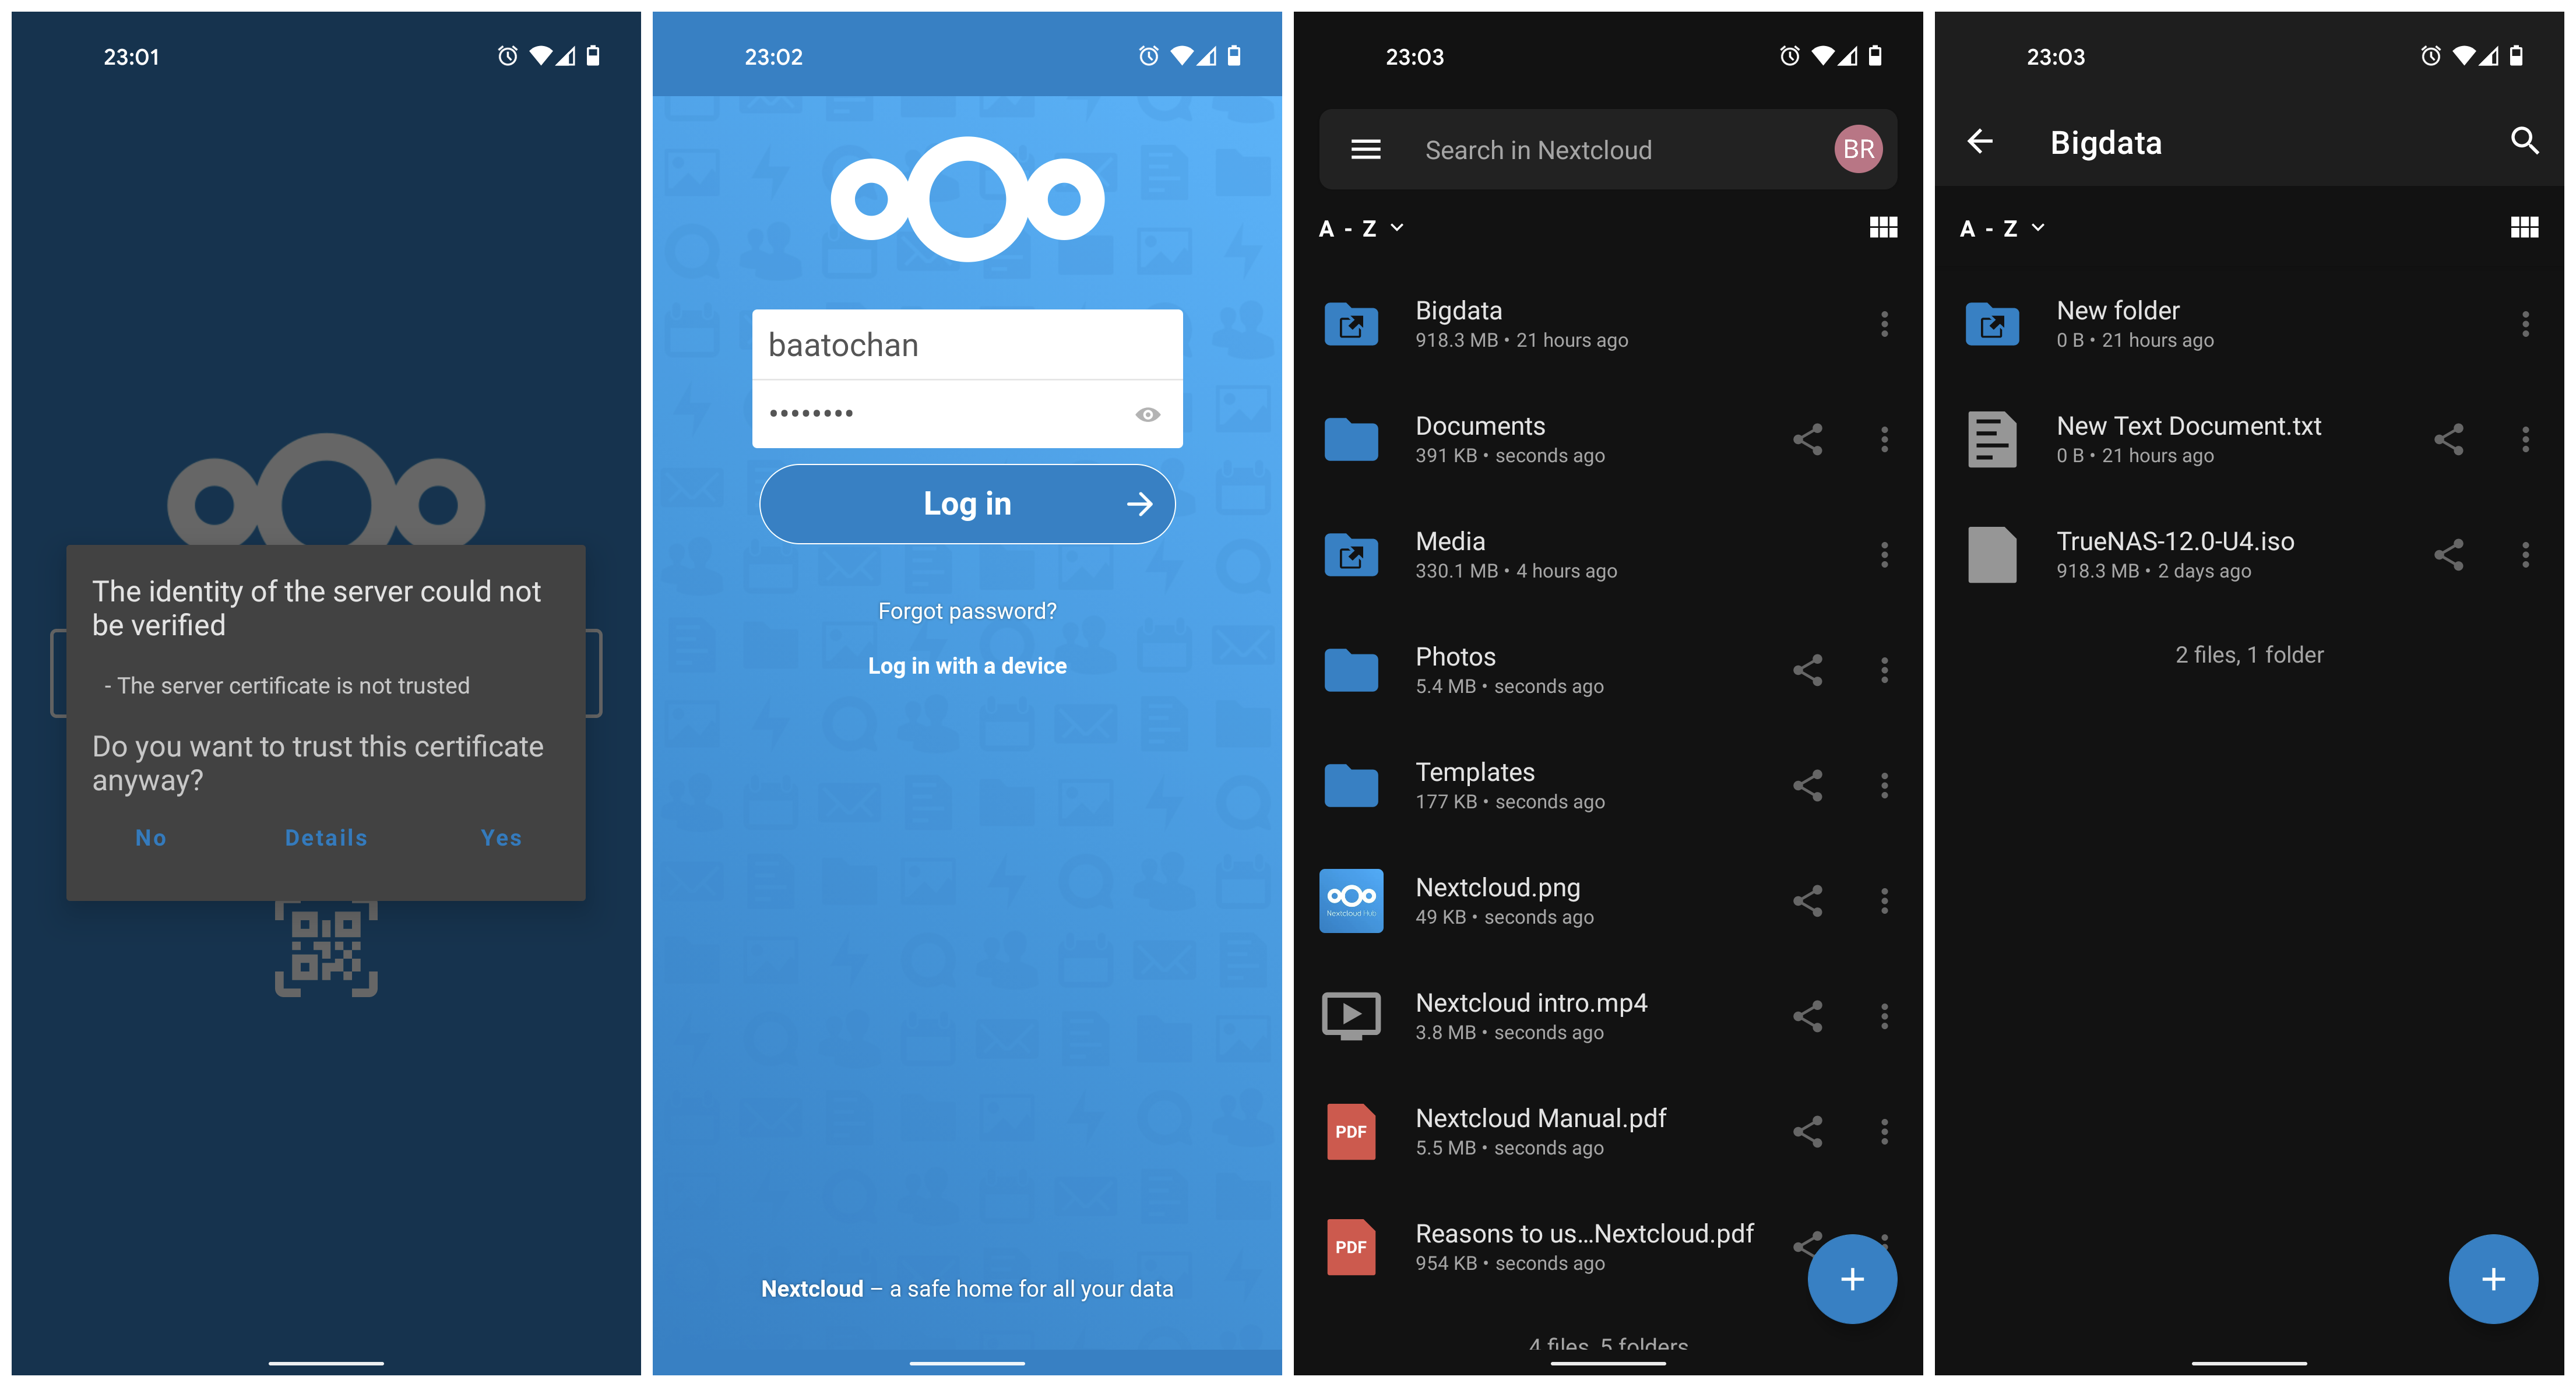 23:01
The identity of the server could not
be verified
- The server certificate is not trusted
Do you want to trust this certificate
anyway?
No Details Yes
23:02
baatochan
••••••••
Log in
Forgot password?
Log in with a device
Nextcloud – a safe home for all your data
23:03
Search in Nextcloud BR
A - Z
Bigdata
918.3 MB • 21 hours ago
Documents
391 KB • seconds ago
Media
330.1 MB • 4 hours ago
Photos
5.4 MB • seconds ago
Templates
177 KB • seconds ago
Nextcloud Hub
Nextcloud.png
49 KB • seconds ago
Nextcloud intro.mp4
3.8 MB • seconds ago
PDF
Nextcloud Manual.pdf
5.5 MB • seconds ago
PDF
Reasons to us...Nextcloud.pdf
954 KB • seconds ago
4 files, 5 folders
23:03
Bigdata
A - Z
New folder
0 B • 21 hours ago
New Text Document.txt
0 B • 21 hours ago
TrueNAS-12.0-U4.iso
918.3 MB • 2 days ago
2 files, 1 folder